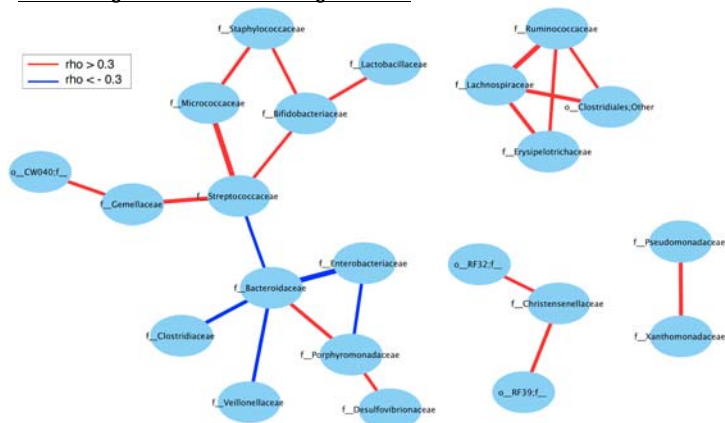 f__Staphylococcaceae
f__Ruminococcaceae
rho > 0.3
rho < - 0.3
f__Lactobacillaceae
f__Lachnospiraceae
f__Micrococcaceae
f__Bifidobacteriaceae
o__Clostridiales;Other
f__Erysipelotrichaceae
o__CW040;f__
f__Streptococcaceae
f__Gemellaceae
f__Pseudomonadaceae
f__Enterobacteriaceae
o__RF32;f__
f__Bacteroidaceae
f__Christensenellaceae
f__Clostridiaceae
f__Xanthomonadaceae
f__Porphyromonadaceae
o__RF39;f__
f__Veillonellaceae
f__Desulfovibrionaceae